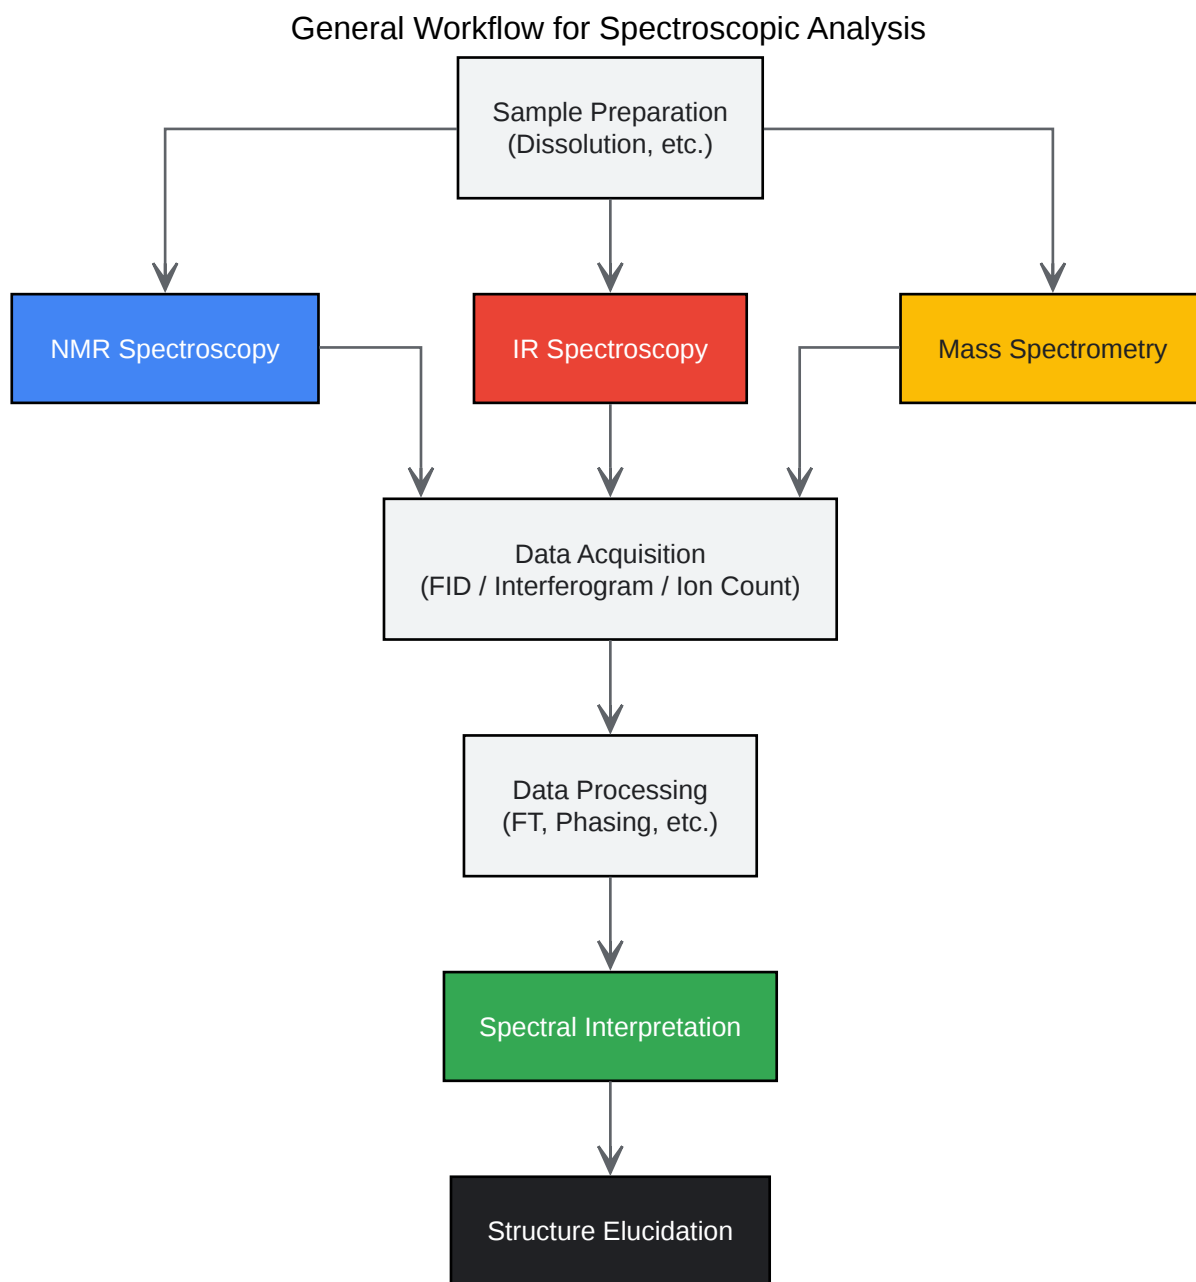 General Workflow for Spectroscopic Analysis
Sample Preparation
(Dissolution, etc.)
NMR Spectroscopy
IR Spectroscopy
Mass Spectrometry
Data Acquisition
(FID / Interferogram / Ion Count)
Data Processing
(FT, Phasing, etc.)
Spectral Interpretation
Structure Elucidation